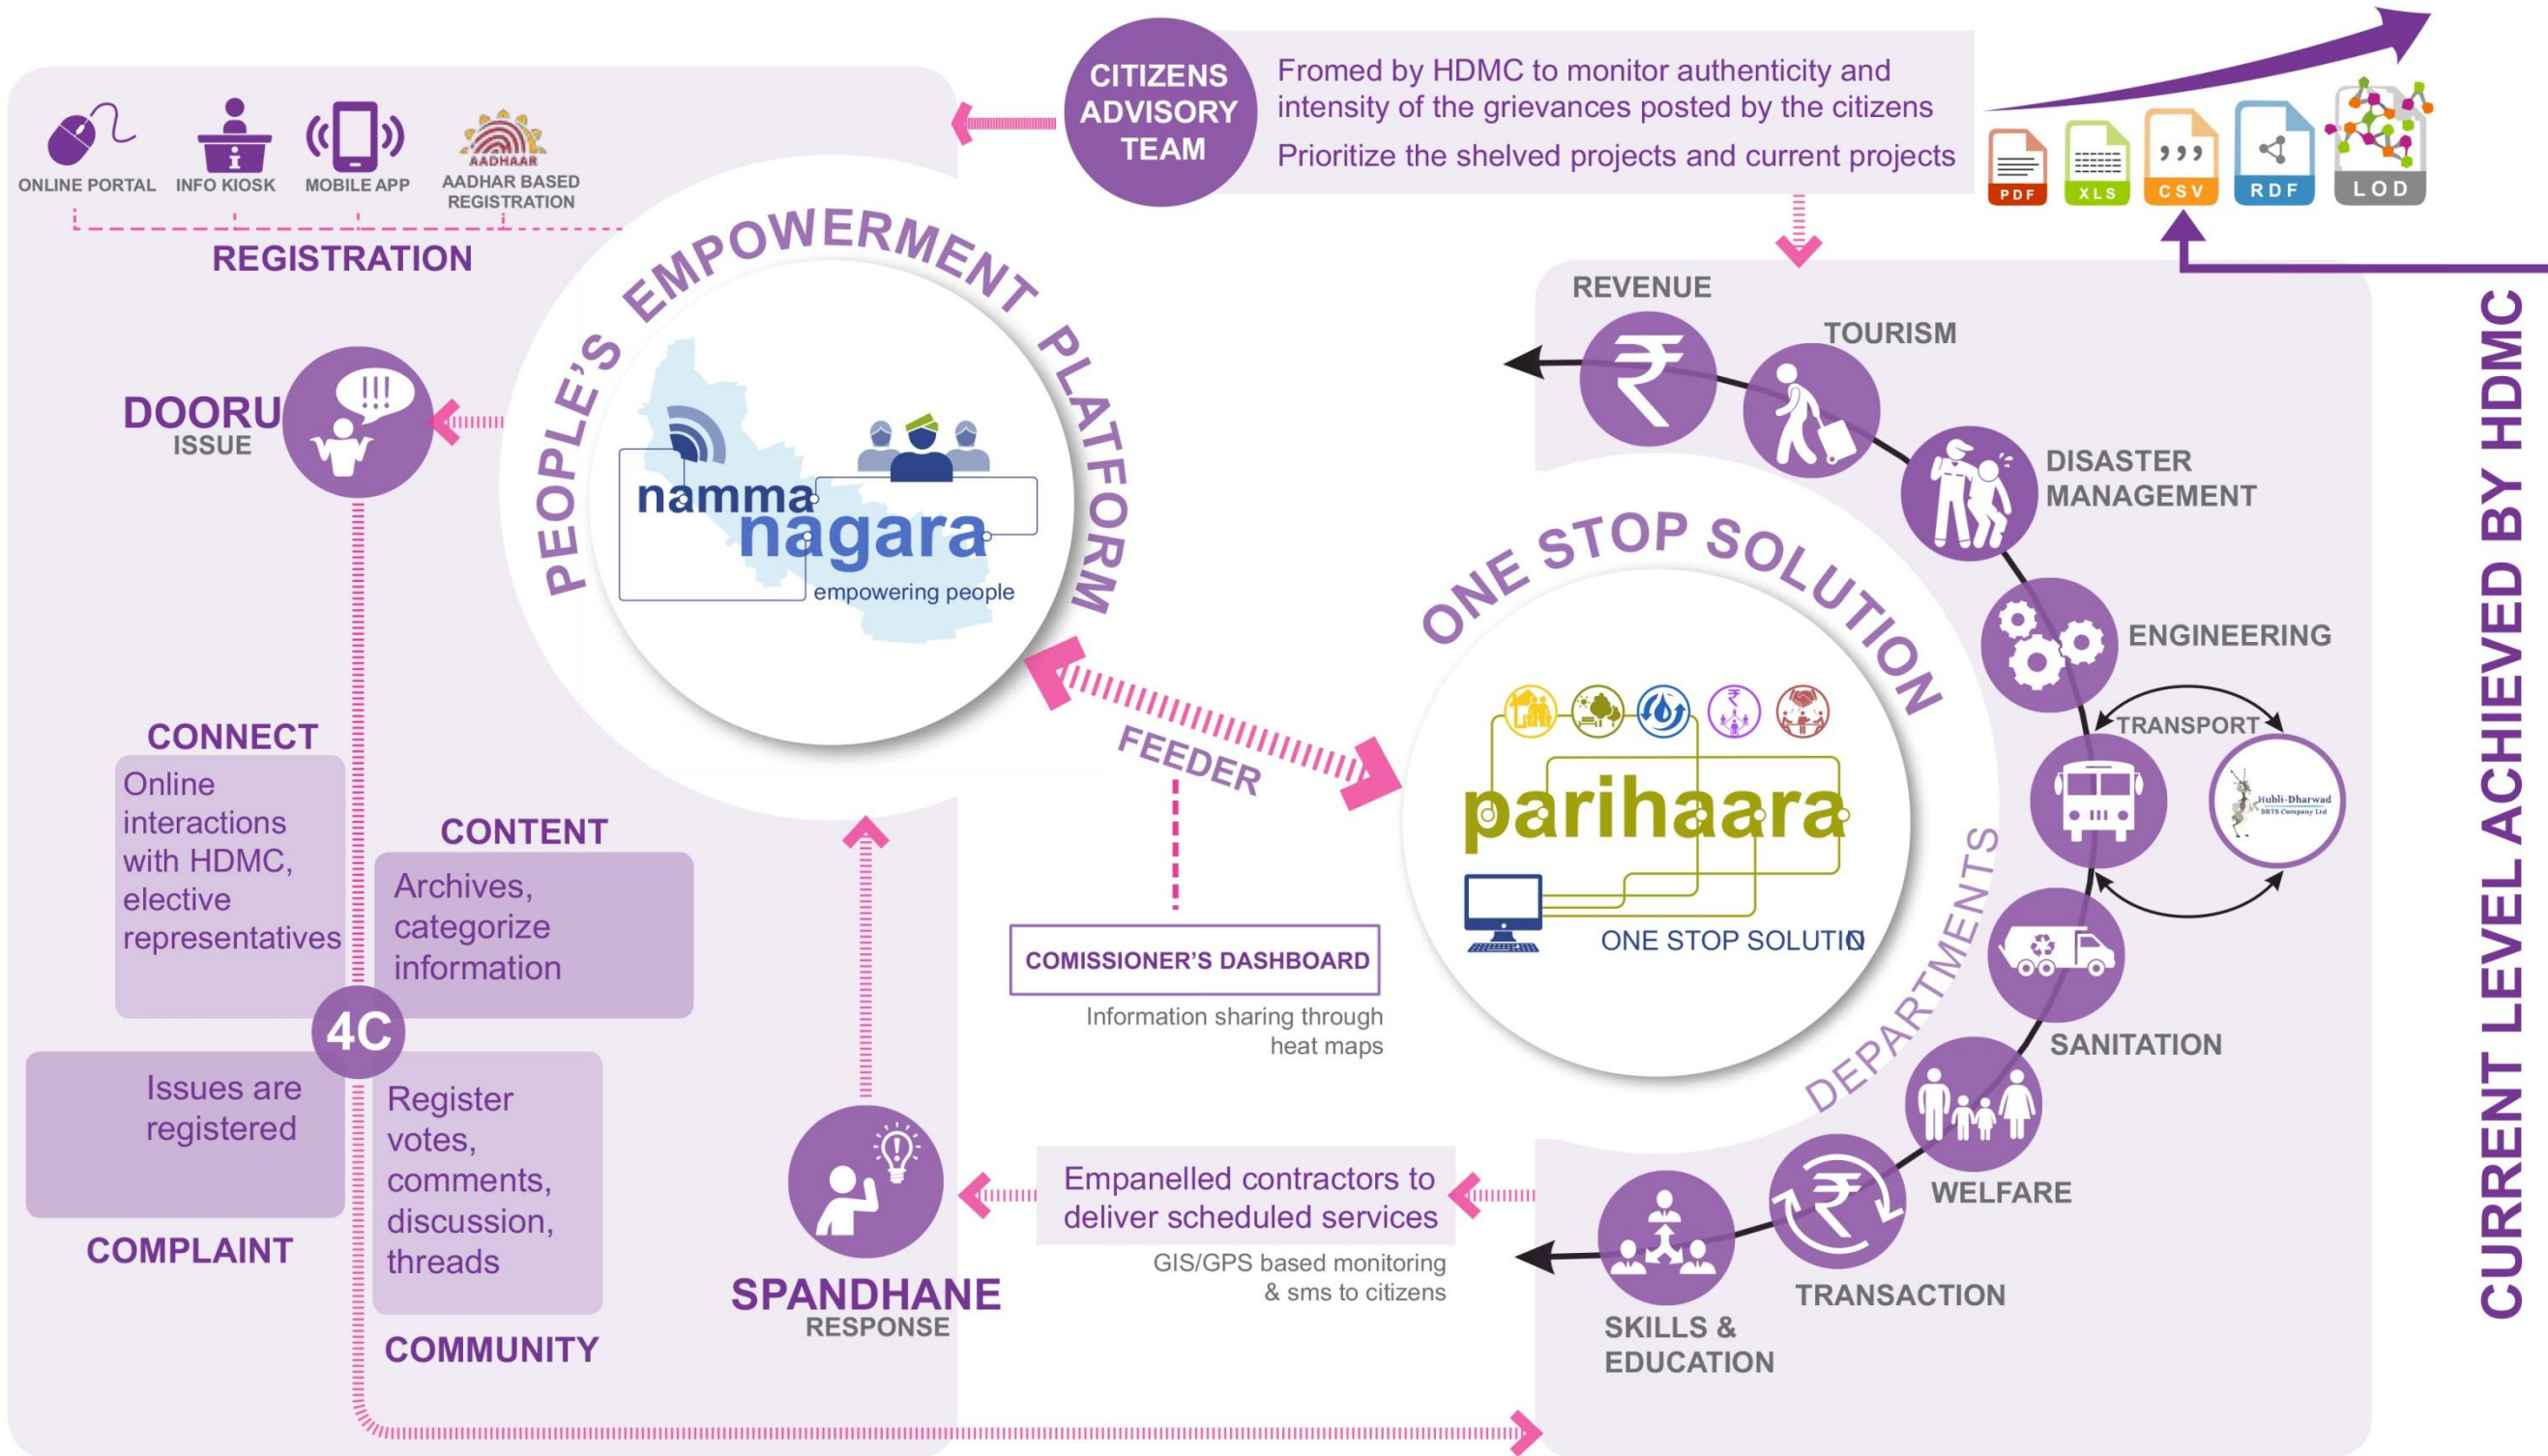 CITIZENS
ADVISORY
TEAM
Fromed by HDMC to monitor authenticity and
intensity of the grievances posted by the citizens
Prioritize the shelved projects and current projects
PDF
XLS
CSV
RDF
LOD
AADHAAR
ONLINE PORTAL
INFO KIOSK
MOBILE APP
AADHAR BASED
REGISTRATION
REGISTRATION
PEOPLE'S EMPOWERMENT PLATFORM
namma
nagara
empowering people
DOORU
ISSUE
CONNECT
Online
interactions
with HDMC,
elective
representatives
CONTENT
Archives,
categorize
information
4C
Issues are
registered
COMPLAINT
Register
votes,
comments,
discussion,
threads
COMMUNITY
SPANDHANE
RESPONSE
FEEDER
COMISSIONER'S DASHBOARD
Information sharing through
heat maps
Empanelled contractors to
deliver scheduled services
GIS/GPS based monitoring
& sms to citizens
ONE STOP SOLUTION
parihaara
ONE STOP SOLUTION
DEPARTMENTS
REVENUE
TOURISM
DISASTER
MANAGEMENT
ENGINEERING
TRANSPORT
Hubli-Dharwad
BRTS Company Ltd
SANITATION
WELFARE
TRANSACTION
SKILLS &
EDUCATION
CURRENT LEVEL ACHIEVED BY HDMC